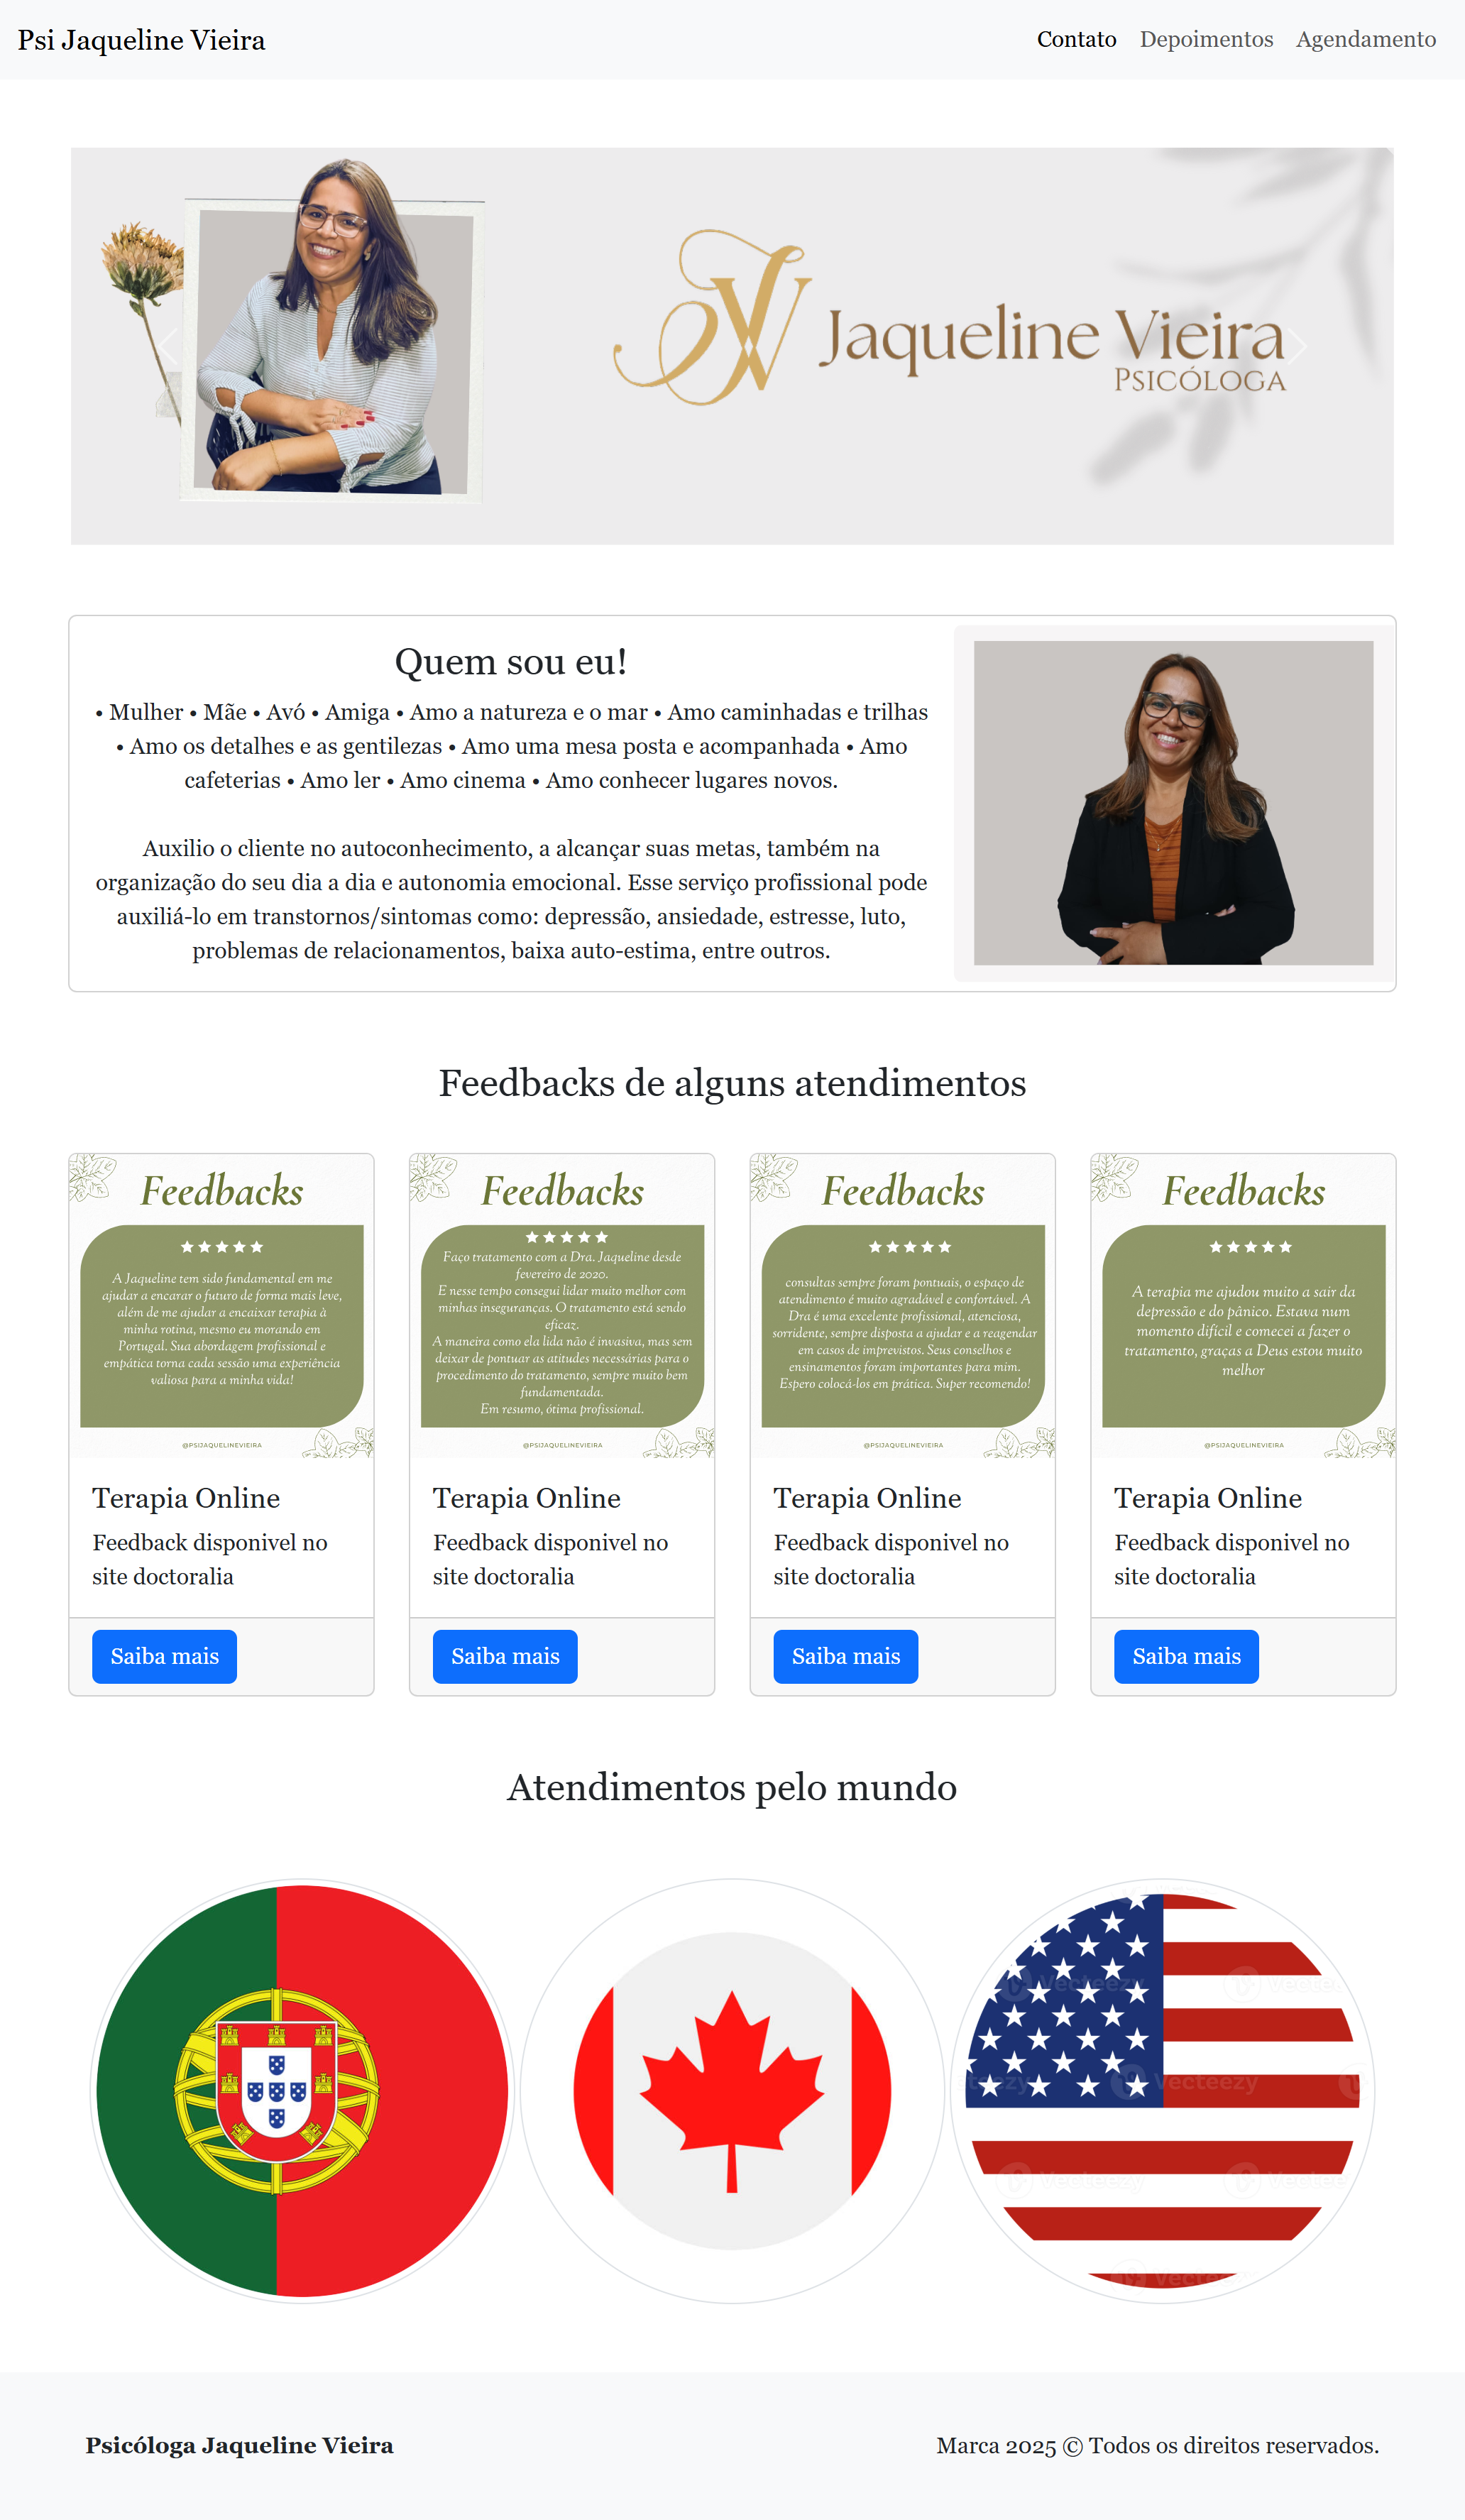 Psi Jaqueline Vieira
Contato Depoimentos Agendamento
JV Jaqueline Vieira
PSICÓLOGA
Quem sou eu!
• Mulher • Mãe • Avó • Amiga • Amo a natureza e o mar • Amo caminhadas e trilhas
• Amo os detalhes e as gentilezas • Amo uma mesa posta e acompanhada • Amo
cafeterias • Amo ler • Amo cinema • Amo conhecer lugares novos.
Auxilio o cliente no autoconhecimento, a alcançar suas metas, também na
organização do seu dia a dia e autonomia emocional. Esse serviço profissional pode
auxiliá-lo em transtornos/sintomas como: depressão, ansiedade, estresse, luto,
problemas de relacionamentos, baixa auto-estima, entre outros.
Feedbacks de alguns atendimentos
Feedbacks
A Jaqueline tem sido fundamental em me
ajudar a encarar o futuro de forma mais leve,
além de me ajudar a encaixar terapia à
minha rotina, mesmo eu morando em
Portugal. Sua abordagem profissional e
empática torna cada sessão uma experiência
valiosa para a minha vida!
@PSIJAQUELINEVIEIRA
Terapia Online
Feedback disponivel no
site doctoralia
Saiba mais
Feedbacks
Faço tratamento com a Dra. Jaqueline desde
fevereiro de 2020.
E nesse tempo consegui lidar muito melhor com
minhas inseguranças. O tratamento está sendo
eficaz.
A maneira como ela lida não é invasiva, mas sem
deixar de pontuar as atitudes necessárias para o
procedimento do tratamento, sempre muito bem
fundamentada.
Em resumo, ótima profissional.
@PSIJAQUELINEVIEIRA
Terapia Online
Feedback disponivel no
site doctoralia
Saiba mais
Feedbacks
consultas sempre foram pontuais, o espaço de
atendimento é muito agradável e confortável. A
Dra é uma excelente profissional, atenciosa,
sorridente, sempre disposta a ajudar e a reagendar
em casos de imprevistos. Seus conselhos e
ensinamentos foram importantes para mim.
Espero colocá-los em prática. Super recomendo!
@PSIJAQUELINEVIEIRA
Terapia Online
Feedback disponivel no
site doctoralia
Saiba mais
Feedbacks
A terapia me ajudou muito a sair da
depressão e do pânico. Estava num
momento difícil e comecei a fazer o
tratamento, graças a Deus estou muito
melhor
@PSIJAQUELINEVIEIRA
Terapia Online
Feedback disponivel no
site doctoralia
Saiba mais
Atendimentos pelo mundo
Vecteezy
Vecteezy
Psicóloga Jaqueline Vieira
Marca 2025 © Todos os direitos reservados.